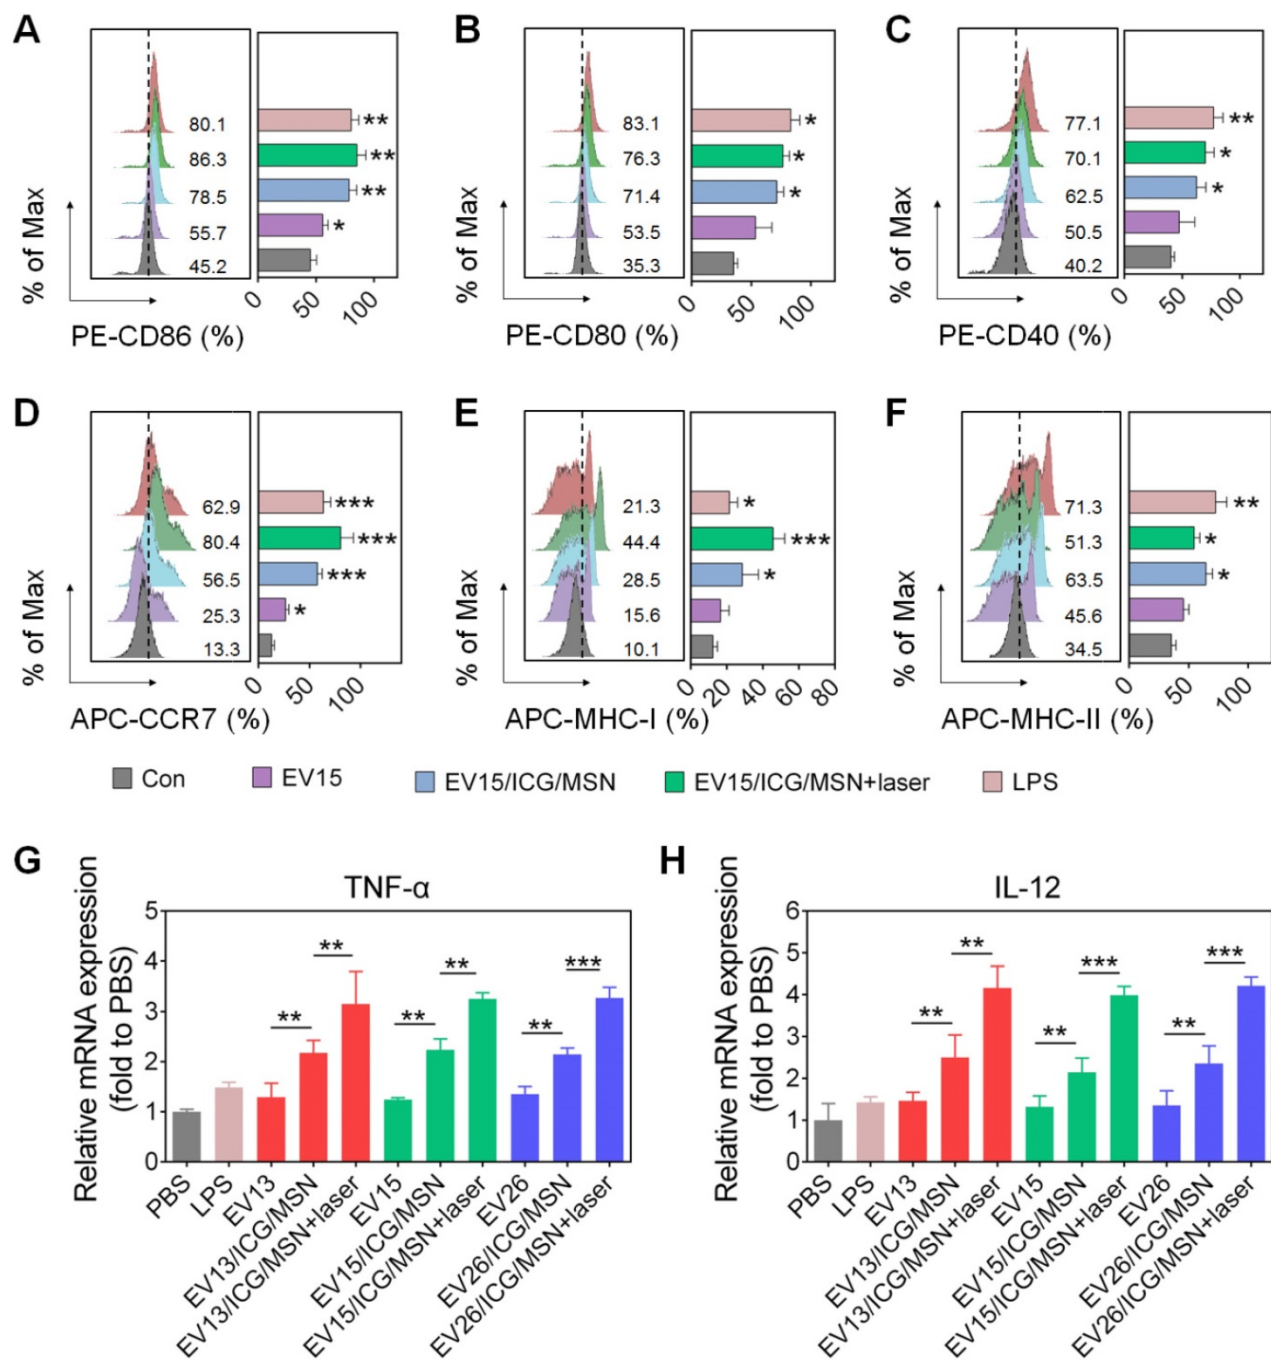 A
B
C
% of Max
80.1
86.3
78.5
55.7
45.2
**
**
**
*
0
50
100
PE-CD86 (%)
% of Max
83.1
76.3
71.4
53.5
35.3
*
*
*
0
50
100
PE-CD80 (%)
% of Max
77.1
70.1
62.5
50.5
40.2
**
*
*
0
50
100
PE-CD40 (%)
D
E
F
% of Max
62.9
80.4
56.5
25.3
13.3
***
***
***
*
0
50
100
APC-CCR7 (%)
% of Max
21.3
44.4
28.5
15.6
10.1
*
***
*
0
20
40
60
80
APC-MHC-I (%)
% of Max
71.3
51.3
63.5
45.6
34.5
**
*
*
0
50
100
APC-MHC-II (%)
Con
EV15
EV15/ICG/MSN
EV15/ICG/MSN+laser
LPS
G
TNF-α
Relative mRNA expression
(fold to PBS)
5
4
3
2
1
0
**
**
**
**
**
***
PBS
LPS
EV13
EV13/ICG/MSN
EV13/ICG/MSN+laser
EV15
EV15/ICG/MSN
EV15/ICG/MSN+laser
EV26
EV26/ICG/MSN
EV26/ICG/MSN+laser
H
IL-12
Relative mRNA expression
(fold to PBS)
6
5
4
3
2
1
0
**
**
**
***
**
***
PBS
LPS
EV13
EV13/ICG/MSN
EV13/ICG/MSN+laser
EV15
EV15/ICG/MSN
EV15/ICG/MSN+laser
EV26
EV26/ICG/MSN
EV26/ICG/MSN+laser